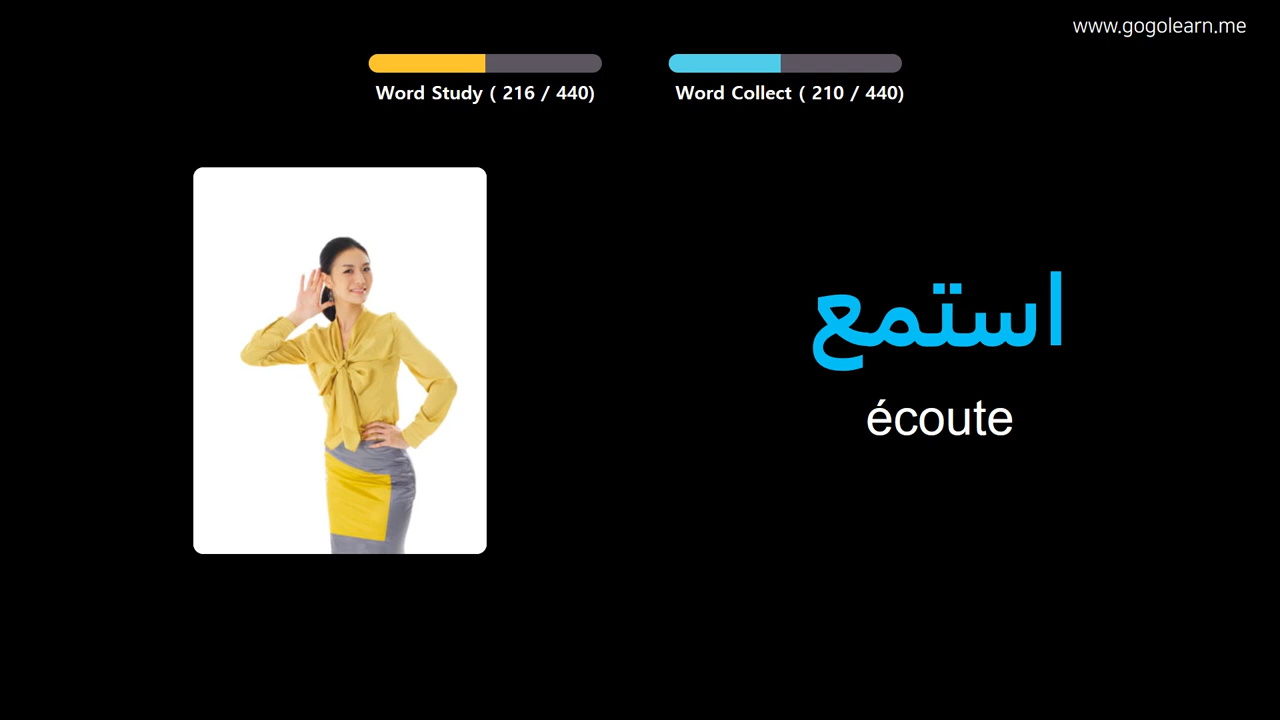 www.gogolearn.me
Word Study ( 216 / 440)
Word Collect ( 210 / 440)
استمع
écoute